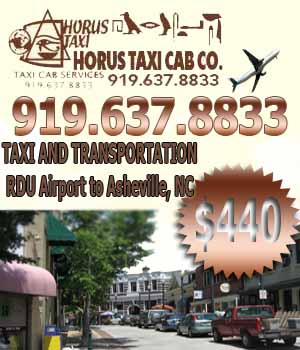 HORUS
TAXI
TAXI CAB SERVICES
919.637.8833
HORUS TAXI CAB CO.
919.637.8833
919.637.8833
TAXI AND TRANSPORTATION
RDU Airport to Asheville, NC
$440